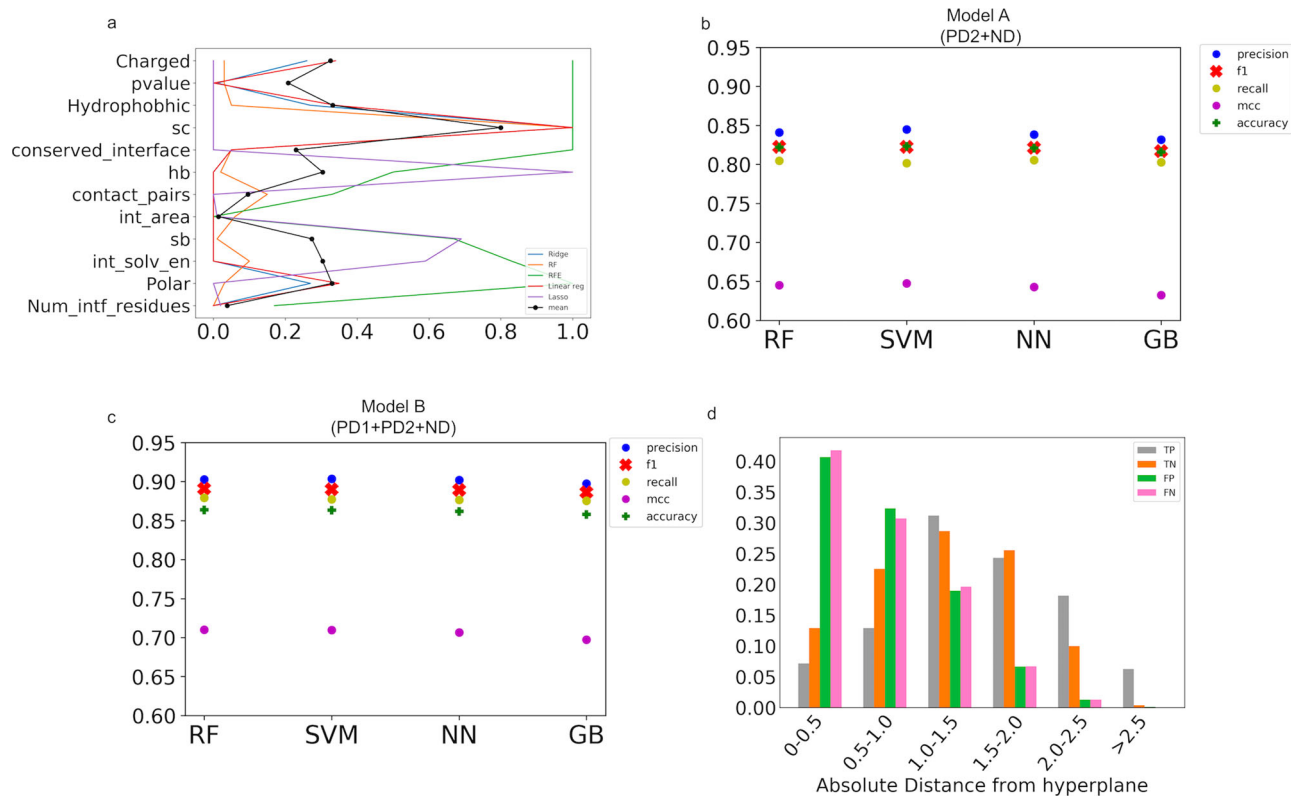 a
Charged
pvalue
Hydrophobhic
sc
conserved_interface
hb
contact_pairs
int_area
sb
int_solv_en
Polar
Num_intf_residues
0.0 0.2 0.4 0.6 0.8 1.0
Ridge
RF
RFE
Linear reg
Lasso
mean
b
Model A
(PD2+ND)
0.95
0.90
0.85
0.80
0.75
0.70
0.65
0.60
RF SVM NN GB
precision
f1
recall
mcc
accuracy
c
Model B
(PD1+PD2+ND)
0.95
0.90
0.85
0.80
0.75
0.70
0.65
0.60
RF SVM NN GB
precision
f1
recall
mcc
accuracy
d
0.40
0.35
0.30
0.25
0.20
0.15
0.10
0.05
0.00
TP
TN
FP
FN
0-0.5 0.5-1.0 1.0-1.5 1.5-2.0 2.0-2.5 >2.5
Absolute Distance from hyperplane